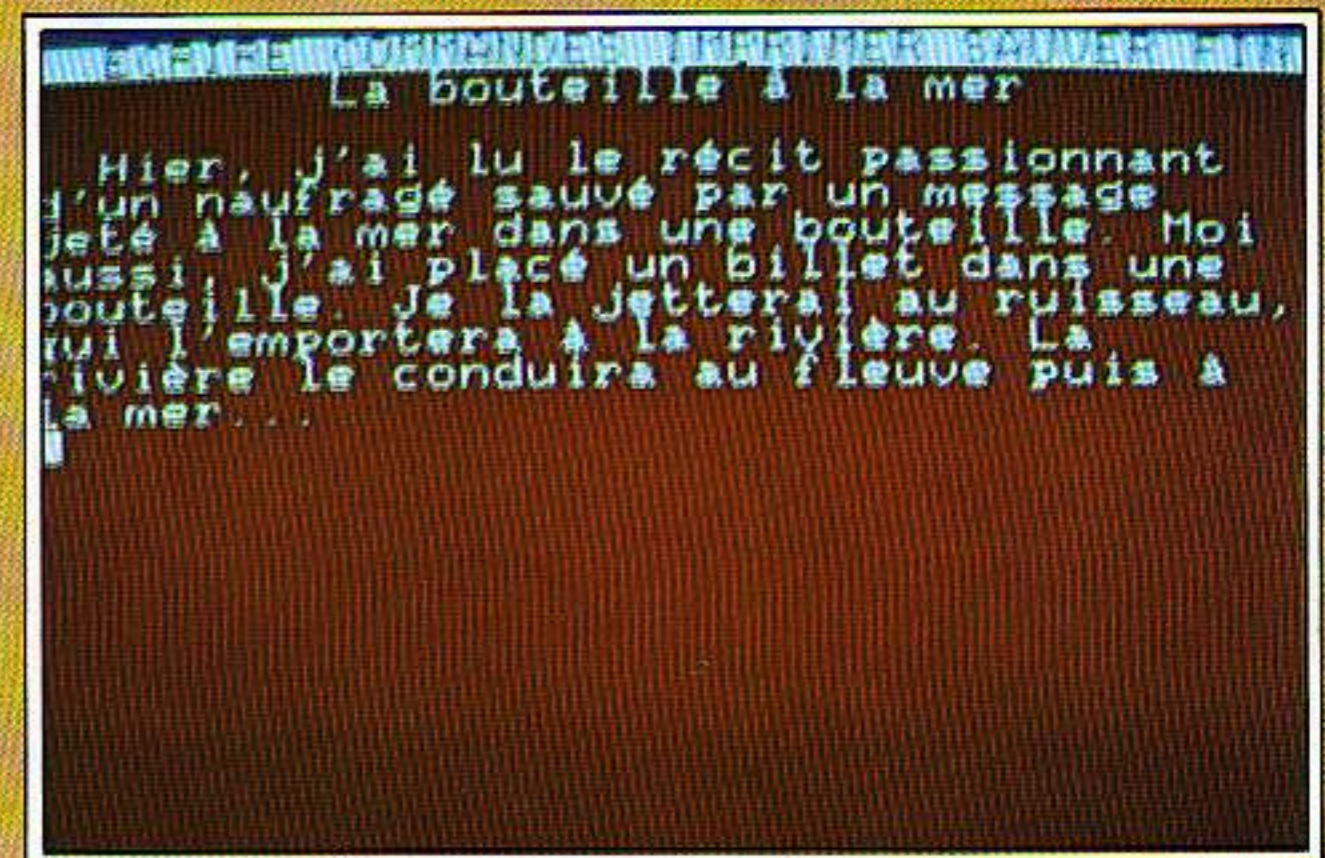 La bouteille à la mer
Hier, j'ai lu le récit passionnant
d'un naufragé sauvé par un message
jeté à la mer dans une bouteille. Moi
aussi, j'ai placé un billet dans une
bouteille. Je la jetterai au ruisseau,
qui l'emportera à la rivière. La
rivière le conduira au fleuve puis à
la mer...